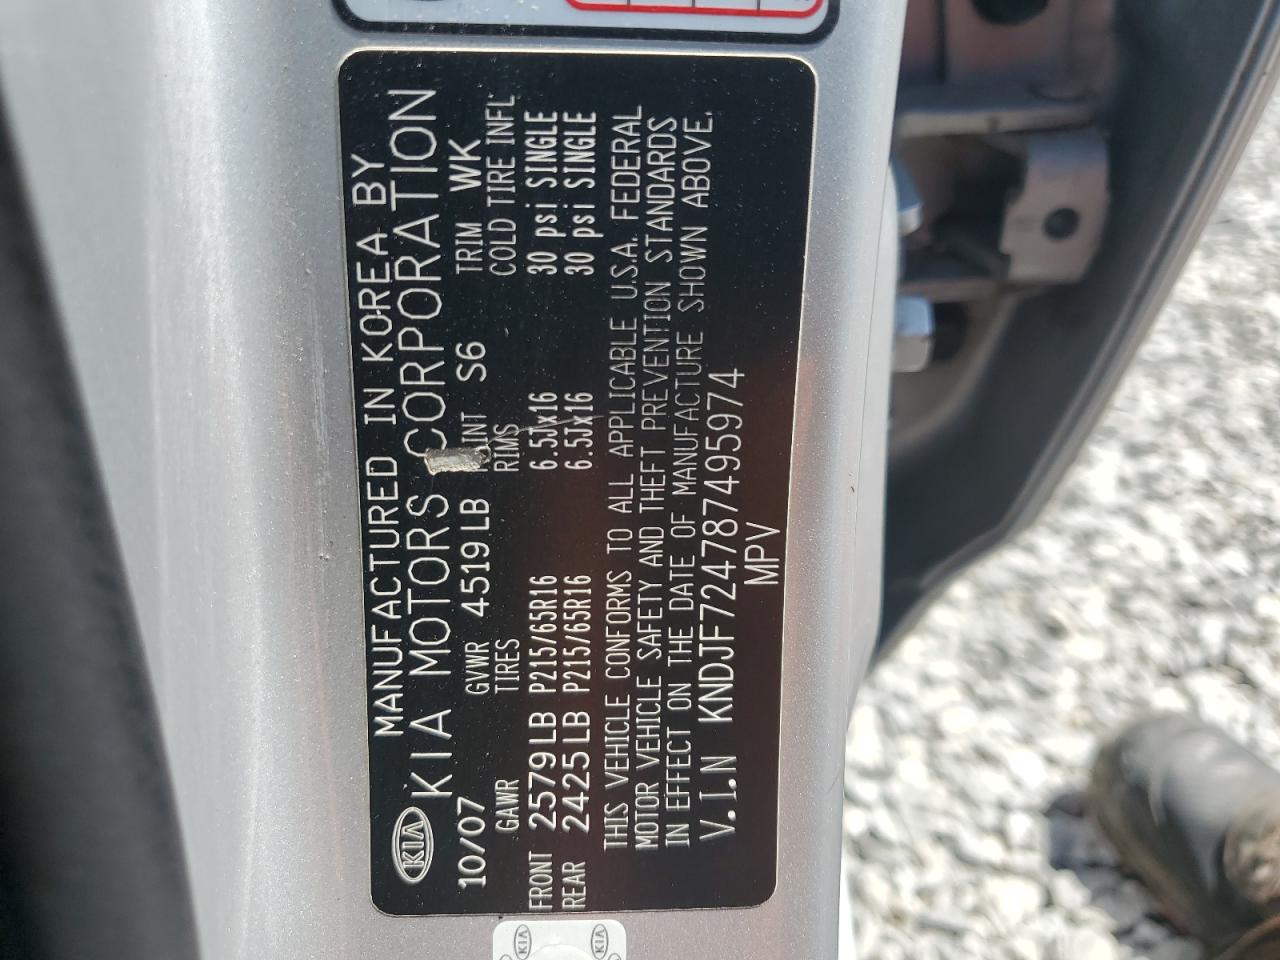 MANUFACTURED IN KOREA BY
KIA KIA MOTORS CORPORATION
10/07 GVWR 4519LB PAINT S6 TRIM WK
GAWR TIRES RIMS COLD TIRE INFL
FRONT 2579LB P215/65R16 6.5Jx16 30 psi SINGLE
REAR 2425LB P215/65R16 6.5Jx16 30 psi SINGLE
THIS VEHICLE CONFORMS TO ALL APPLICABLE U.S.A. FEDERAL
MOTOR VEHICLE SAFETY AND THEFT PREVENTION STANDARDS
IN EFFECT ON THE DATE OF MANUFACTURE SHOWN ABOVE.
V.I.N KNDJF724787495974
MPV
KIA KIA